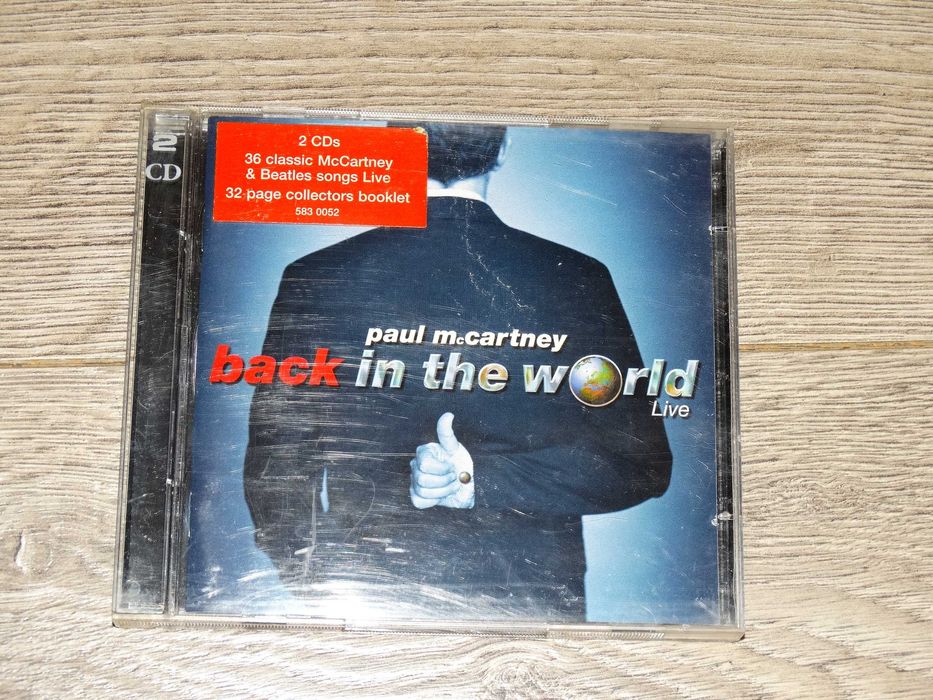 2
CD
2 CDs
36 classic McCartney
& Beatles songs Live
32 page collectors booklet
583 0052
paul mccartney
back in the world
Live